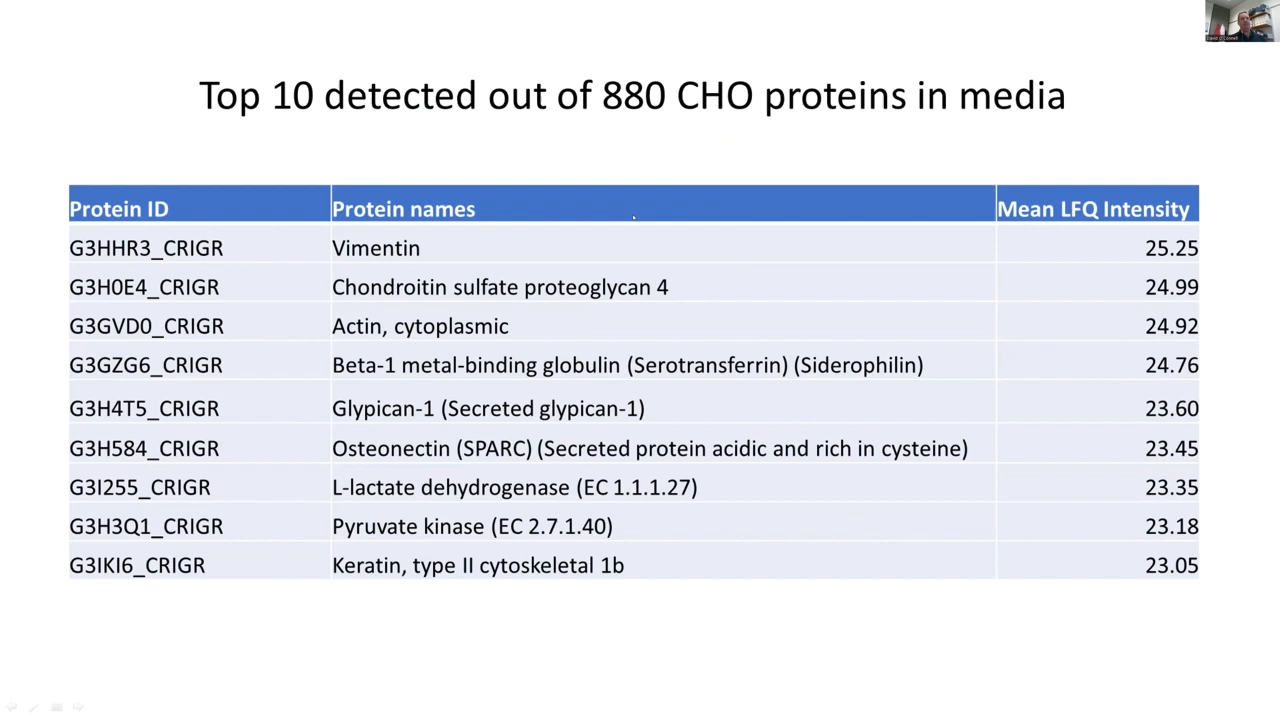 David O Connell
Top 10 detected out of 880 CHO proteins in media
Protein ID Protein names Mean LFQ Intensity
G3HHR3_CRIGR Vimentin 25.25
G3H0E4_CRIGR Chondroitin sulfate proteoglycan 4 24.99
G3GVD0_CRIGR Actin, cytoplasmic 24.92
G3GZG6_CRIGR Beta-1 metal-binding globulin (Serotransferrin) (Siderophilin) 24.76
G3H4T5_CRIGR Glypican-1 (Secreted glypican-1) 23.60
G3H584_CRIGR Osteonectin (SPARC) (Secreted protein acidic and rich in cysteine) 23.45
G3I255_CRIGR L-lactate dehydrogenase (EC 1.1.1.27) 23.35
G3H3Q1_CRIGR Pyruvate kinase (EC 2.7.1.40) 23.18
G3IKI6_CRIGR Keratin, type II cytoskeletal 1b 23.05